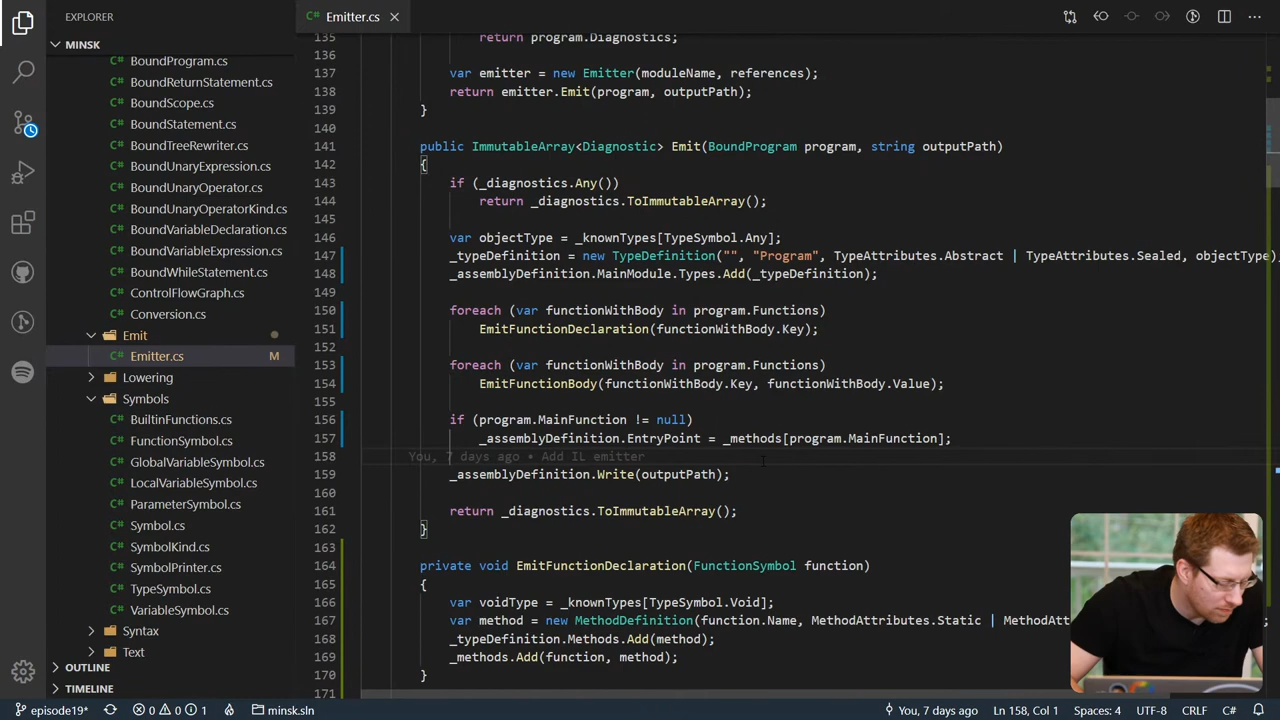 EXPLORER
MINSK
BoundProgram.cs
BoundReturnStatement.cs
BoundScope.cs
BoundStatement.cs
BoundTreeRewriter.cs
BoundUnaryExpression.cs
BoundUnaryOperator.cs
BoundUnaryOperatorKind.cs
BoundVariableDeclaration.cs
BoundVariableExpression.cs
BoundWhileStatement.cs
ControlFlowGraph.cs
Conversion.cs
Emit
Emitter.cs M
Lowering
Symbols
BuiltinFunctions.cs
FunctionSymbol.cs
GlobalVariableSymbol.cs
LocalVariableSymbol.cs
ParameterSymbol.cs
Symbol.cs
SymbolKind.cs
SymbolPrinter.cs
TypeSymbol.cs
VariableSymbol.cs
Syntax
Text
OUTLINE
TIMELINE
C# Emitter.cs
135 return program.Diagnostics;
136
137 var emitter = new Emitter(moduleName, references);
138 return emitter.Emit(program, outputPath);
139 }
140
141 public ImmutableArray<Diagnostic> Emit(BoundProgram program, string outputPath)
142 {
143 if (_diagnostics.Any())
144 return _diagnostics.ToImmutableArray();
145
146 var objectType = _knownTypes[TypeSymbol.Any];
147 _typeDefinition = new TypeDefinition("", "Program", TypeAttributes.Abstract | TypeAttributes.Sealed, objectType)
148 _assemblyDefinition.MainModule.Types.Add(_typeDefinition);
149
150 foreach (var functionWithBody in program.Functions)
151 EmitFunctionDeclaration(functionWithBody.Key);
152
153 foreach (var functionWithBody in program.Functions)
154 EmitFunctionBody(functionWithBody.Key, functionWithBody.Value);
155
156 if (program.MainFunction != null)
157 _assemblyDefinition.EntryPoint = _methods[program.MainFunction];
158 You, 7 days ago • Add IL emitter
159 _assemblyDefinition.Write(outputPath);
160
161 return _diagnostics.ToImmutableArray();
162 }
163
164 private void EmitFunctionDeclaration(FunctionSymbol function)
165 {
166 var voidType = _knownTypes[TypeSymbol.Void];
167 var method = new MethodDefinition(function.Name, MethodAttributes.Static | MethodAt
168 _typeDefinition.Methods.Add(method);
169 _methods.Add(function, method);
170 }
171
episode19* 0 0 1 minsk.sln You, 7 days ago Ln 158, Col 1 Spaces: 4 UTF-8 CRLF C#